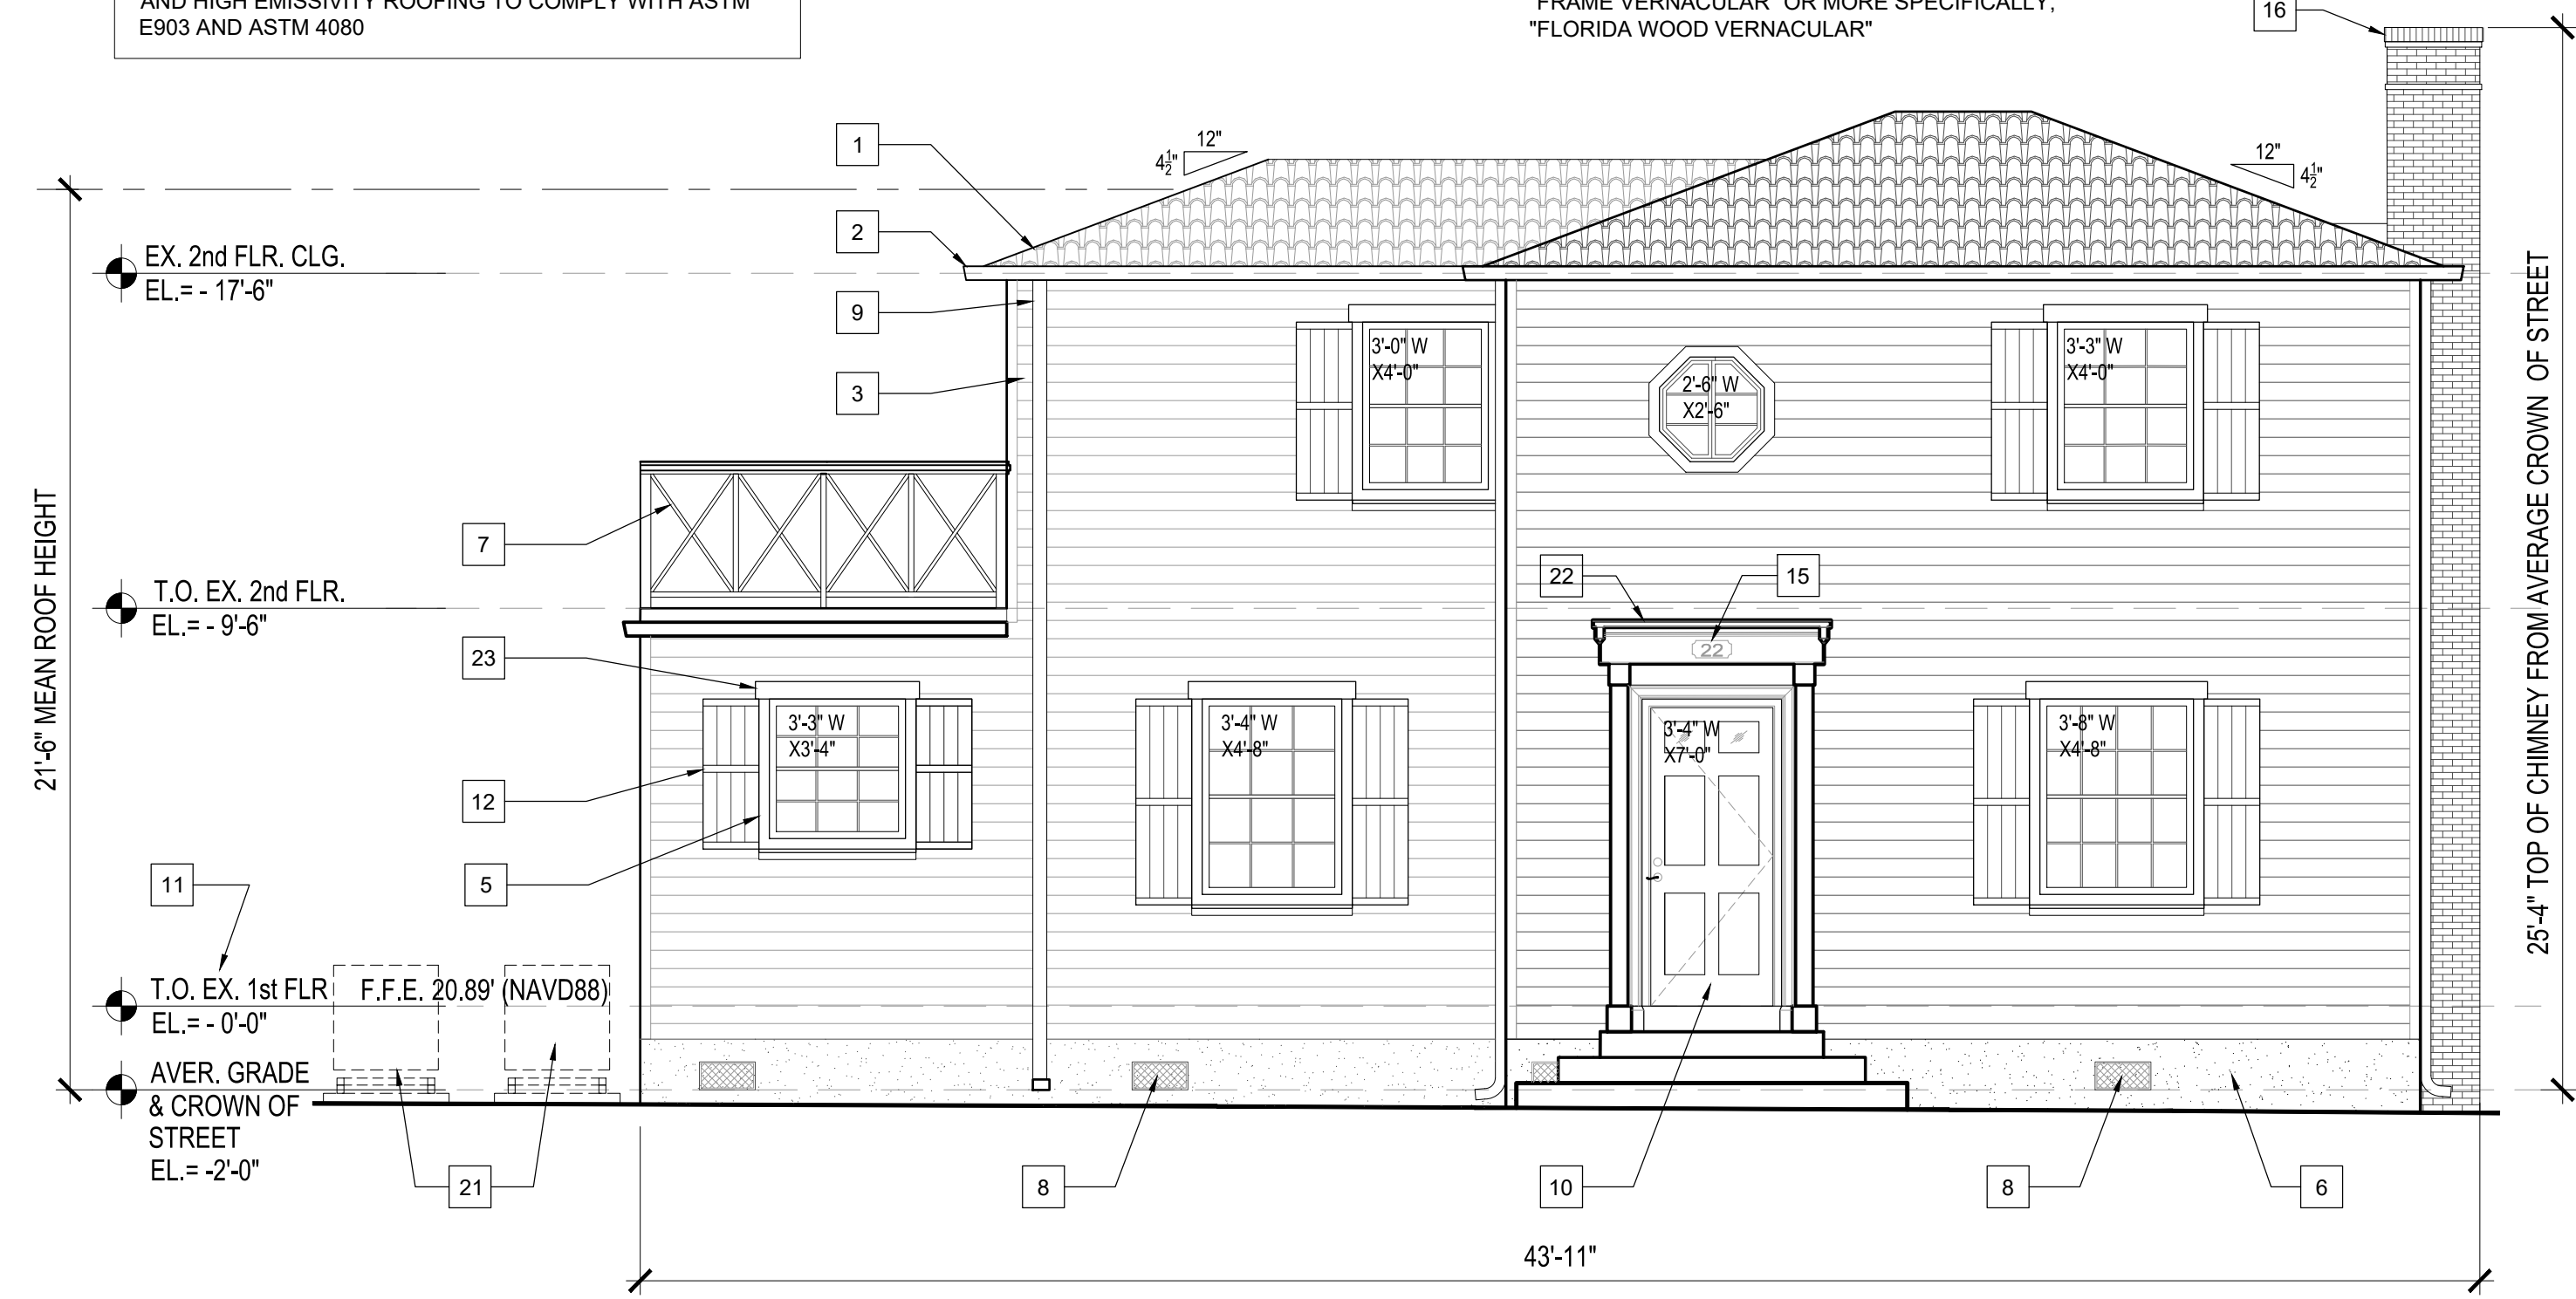 AND HIGH EMISSIVITY ROOFING TO COMPLY WITH ASTM
E903 AND ASTM 4080
"FRAME VERNACULAR" OR MORE SPECIFICALLY,
"FLORIDA WOOD VERNACULAR"
16
1
12"
4½"
12"
4½"
2
EX. 2nd FLR. CLG.
EL.= - 17'-6"
9
3
3'-0" W
X4'-0"
2'-6" W
X2'-6"
3'-3" W
X4'-0"
7
22
15
T.O. EX. 2nd FLR.
EL.= - 9'-6"
22
23
3'-3" W
X3'-4"
3'-4" W
X4'-8"
3'-4" W
X7'-0"
3'-8" W
X4'-8"
12
5
11
21'-6" MEAN ROOF HEIGHT
25'-4" TOP OF CHIMNEY FROM AVERAGE CROWN OF STREET
T.O. EX. 1st FLR
F.F.E. 20.89' (NAVD88)
EL.= - 0'-0"
AVER. GRADE
& CROWN OF
STREET
EL.= -2'-0"
21
8
10
8
6
43'-11"